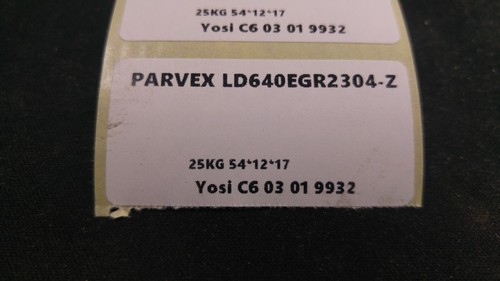 25KG 54*12*17
Yosi C6 03 01 9932
PARVEX LD640EGR2304-Z
25KG 54*12*17
Yosi C6 03 01 9932